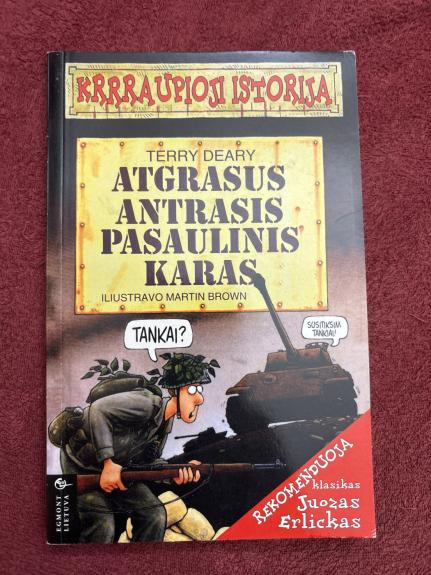 KRRRAUPIOJI ISTORIJA
TERRY DEARY
ATGRASUS
ANTRASIS
PASAULINIS
KARAS
ILIUSTRAVO MARTIN BROWN
TANKAI?
SUSITIKSIM
TANKIAI!
REKOMENDUOJA
klasikas
Juozas
Erlickas
EGMONT
LIETUVA